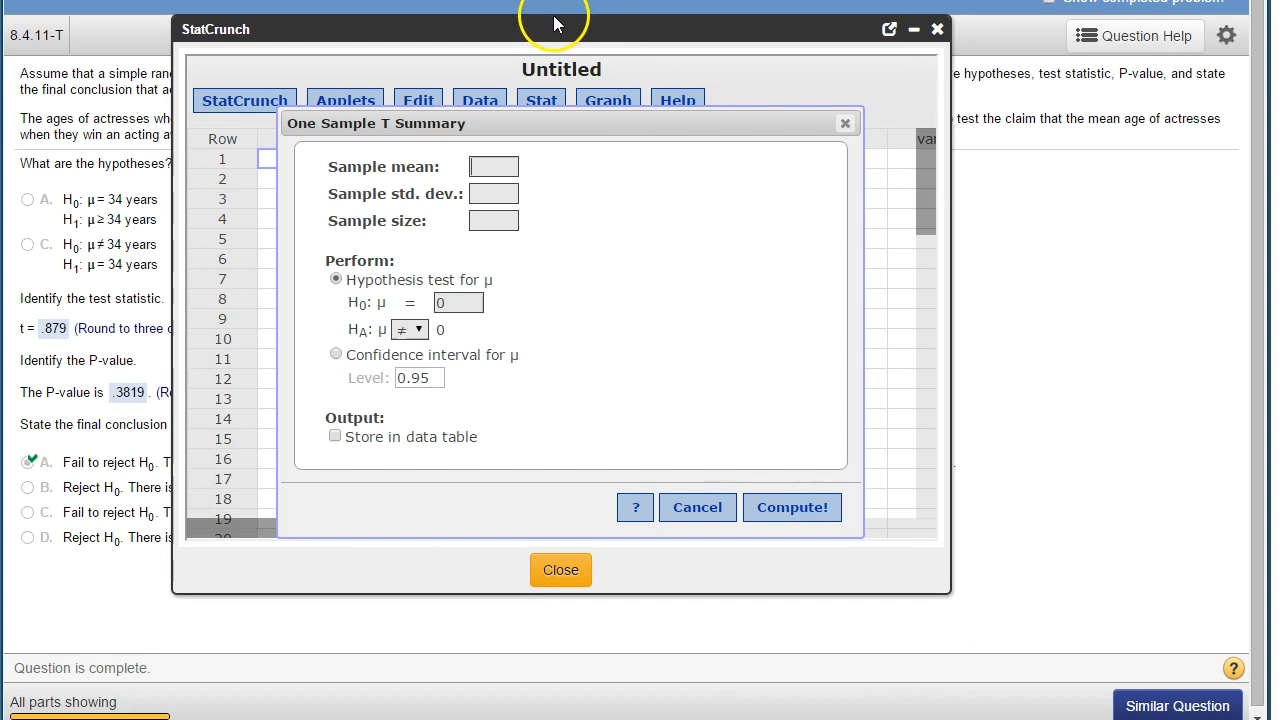 Show completed problem
8.4.11-T
StatCrunch
Question Help
Assume that a simple
e hypotheses, test statistic, P-value, and state
the final conclusion that
The ages of actresses
test the claim that the mean age of actresses
when they win an acting
What are the hypotheses?
A. H0: μ = 34 years
H1: μ ≥ 34 years
C. H0: μ ≠ 34 years
H1: μ = 34 years
Identify the test statistic.
t = .879 (Round to three
Identify the P-value.
The P-value is .3819.
State the final conclusion
A. Fail to reject H0.
B. Reject H0. There is
C. Fail to reject H0.
D. Reject H0. There is
Untitled
StatCrunch Applets Edit Data Stat Graph Help
Row
1
2
3
4
5
6
7
8
9
10
11
12
13
14
15
16
17
18
19
One Sample T Summary
Sample mean:
Sample std. dev.:
Sample size:
Perform:
Hypothesis test for μ
H0: μ = 0
HA: μ ≠ 0
Confidence interval for μ
Level: 0.95
Output:
Store in data table
? Cancel Compute!
Close
Question is complete.
?
All parts showing
Similar Question